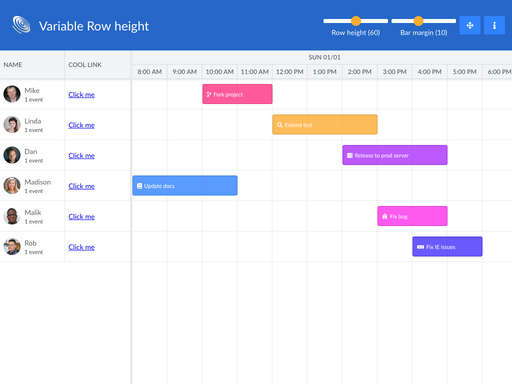 Variable Row height
Row height (60)
Bar margin (10)
NAME
COOL LINK
SUN 01/01
8:00 AM 9:00 AM 10:00 AM 11:00 AM 12:00 PM 1:00 PM 2:00 PM 3:00 PM 4:00 PM 5:00 PM 6:00 PM
Mike
1 event
Click me
Fork project
Linda
1 event
Click me
Extend test
Dan
1 event
Click me
Release to prod server
Madison
1 event
Click me
Update docs
Malik
1 event
Click me
Fix bug
Rob
1 event
Click me
Fix IE issues